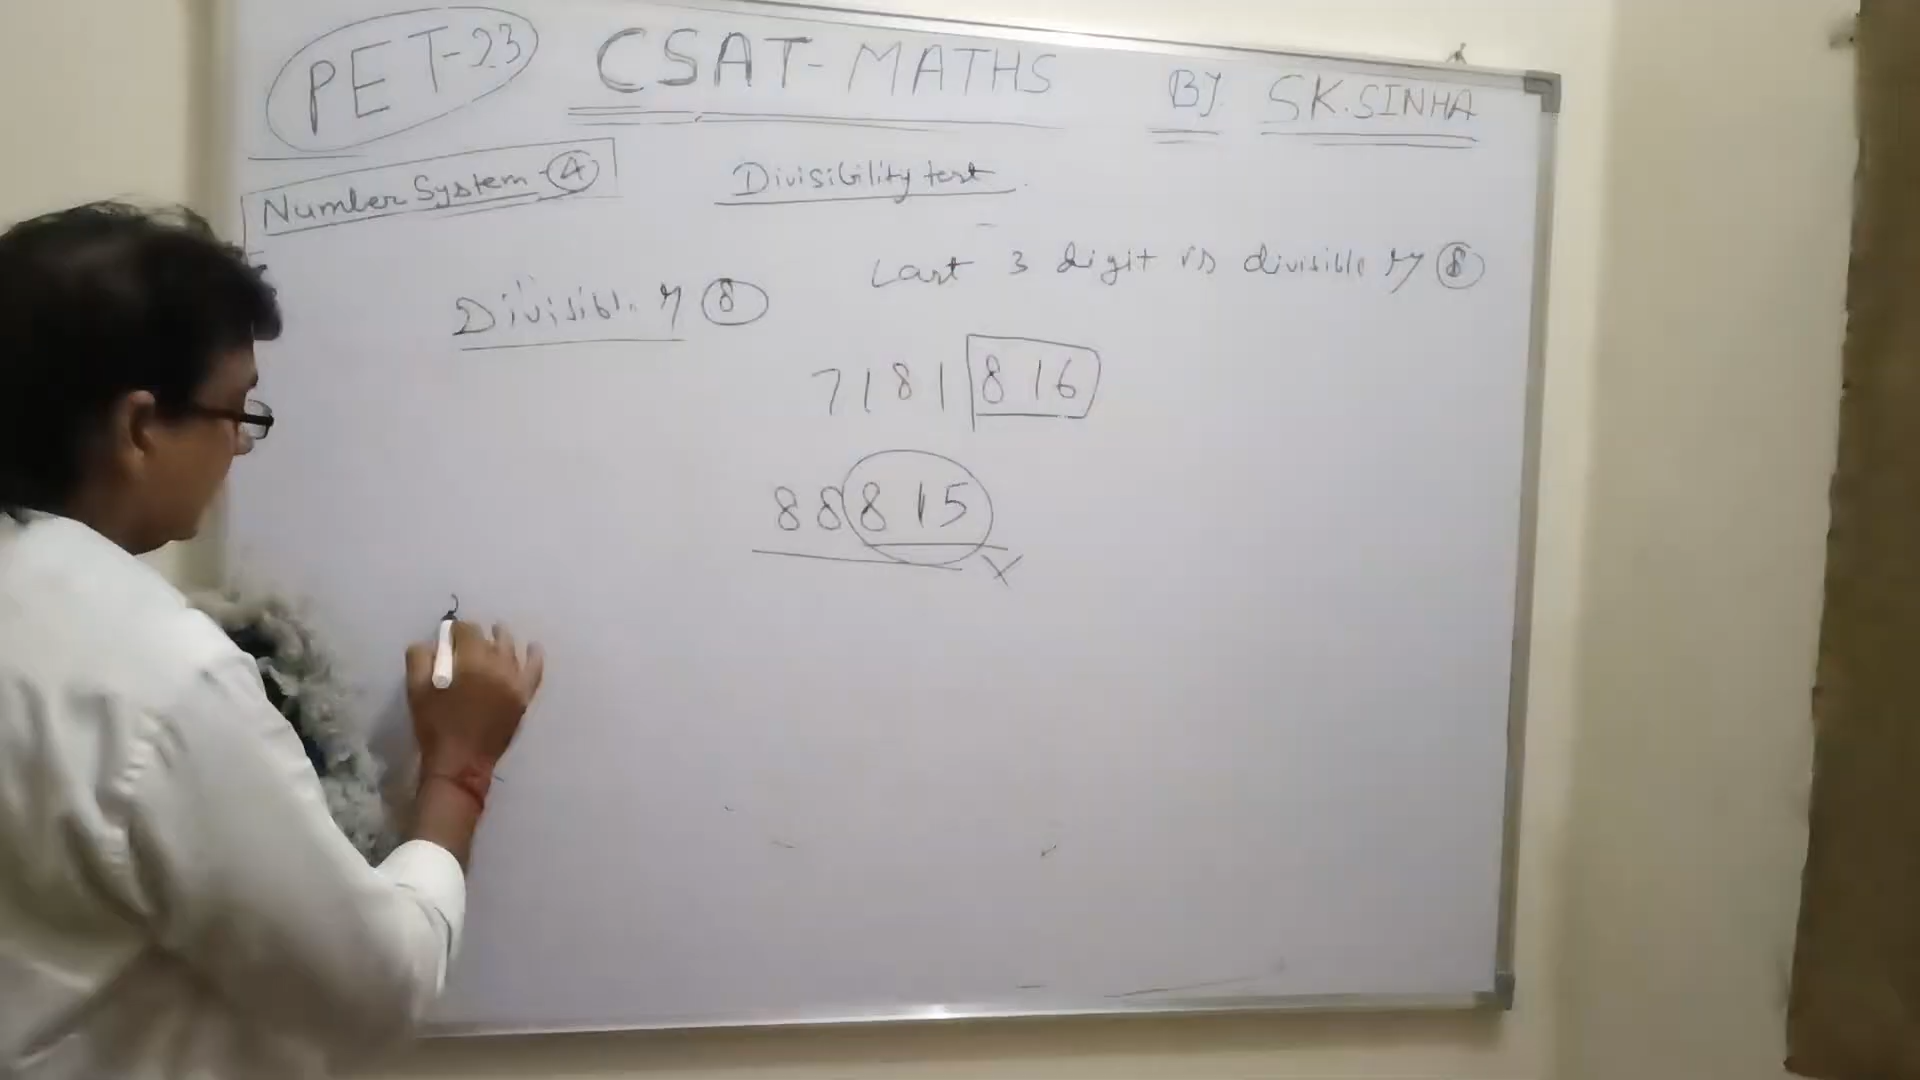 PET-23 CSAT-MATHS BY SK.SINHA
Number System-4 Divisibility test
Last 3 digit is divisible by 8
Divisible by 8
7181816
88815 X
2